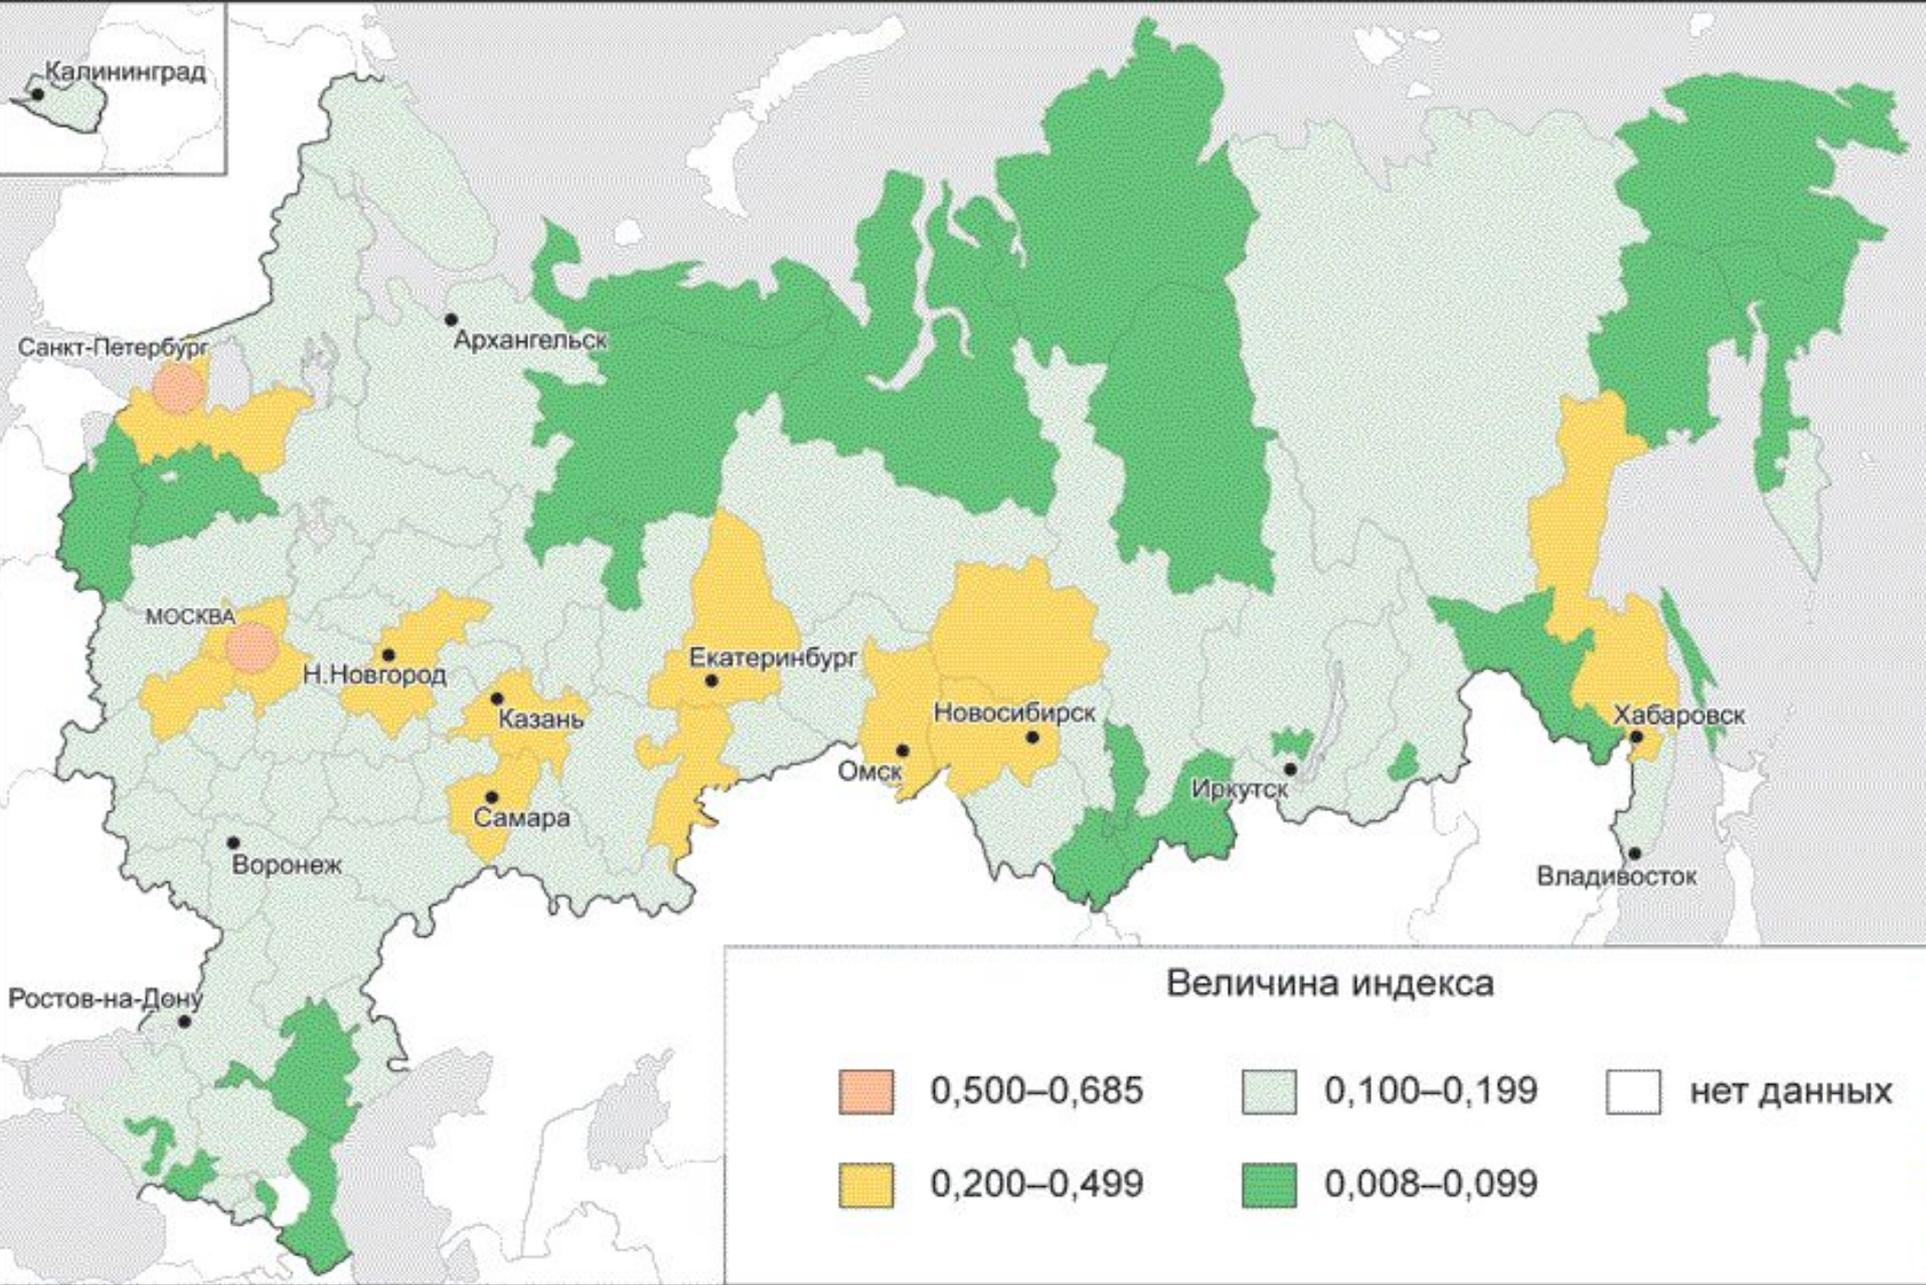 Калининград
Санкт-Петербург
Архангельск
МОСКВА
Н.Новгород
Екатеринбург
Казань
Новосибирск
Хабаровск
Омск
Иркутск
Самара
Воронеж
Владивосток
Ростов-на-Дону
Величина индекса
0,500–0,685
0,100–0,199
нет данных
0,200–0,499
0,008–0,099